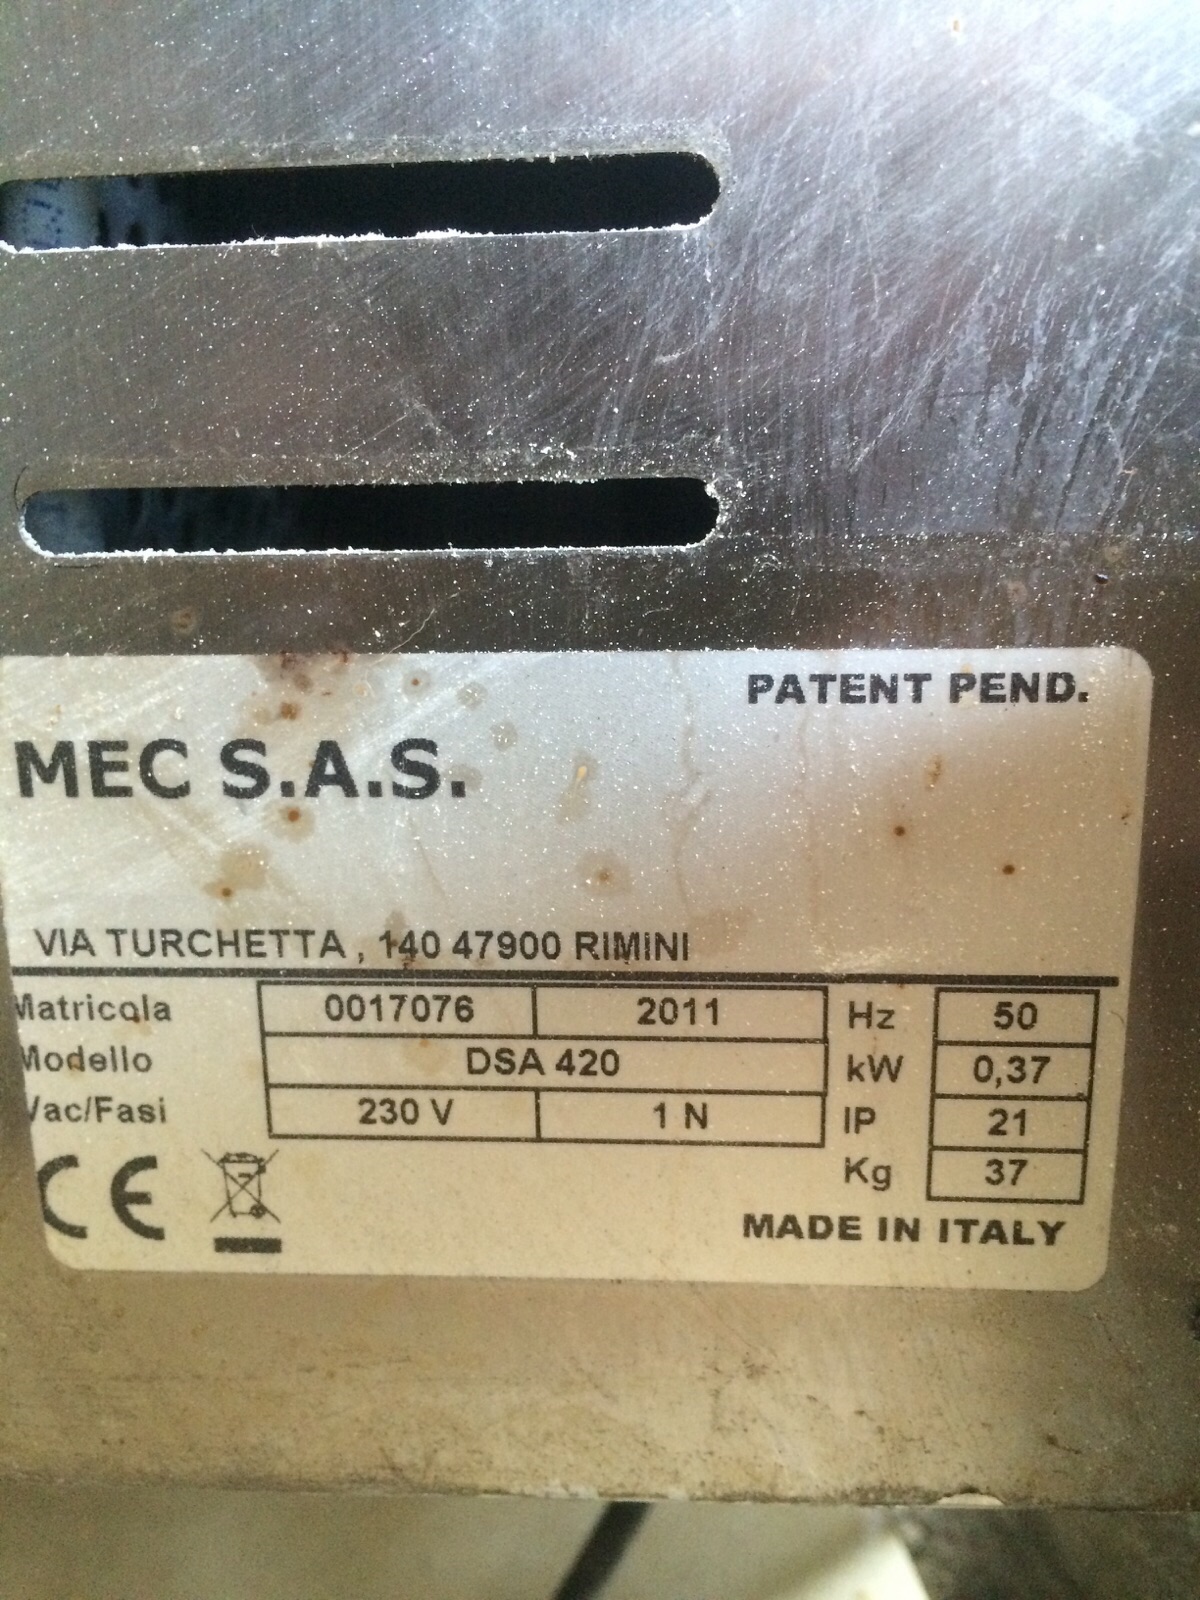 PATENT PEND.
MEC S.A.S.
VIA TURCHETTA , 140 47900 RIMINI
Matricola 0017076 2011 Hz 50
Modello DSA 420 kW 0,37
Vac/Fasi 230 V 1 N IP 21
Kg 37
CE
MADE IN ITALY